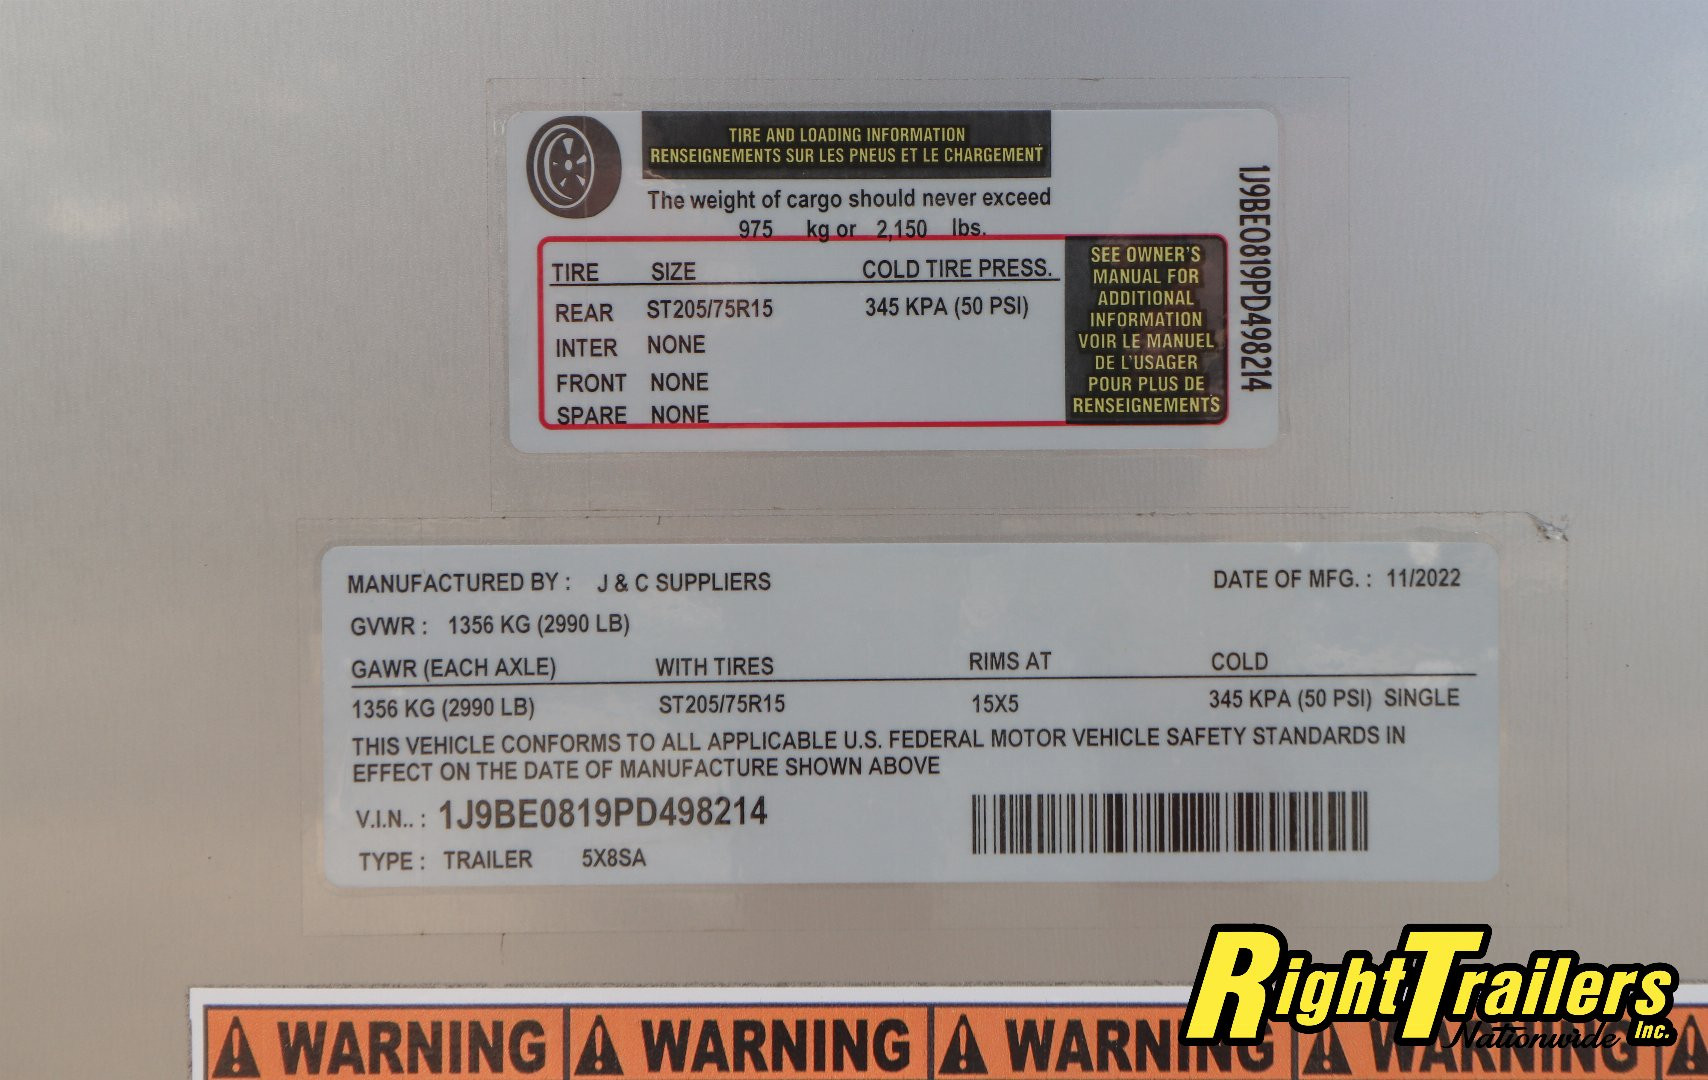 TIRE AND LOADING INFORMATION
RENSEIGNEMENTS SUR LES PNEUS ET LE CHARGEMENT
The weight of cargo should never exceed
975 kg or 2,150 lbs.
TIRE SIZE COLD TIRE PRESS.
REAR ST205/75R15 345 KPA (50 PSI)
INTER NONE
FRONT NONE
SPARE NONE
SEE OWNER'S
MANUAL FOR
ADDITIONAL
INFORMATION
VOIR LE MANUEL
DE L'USAGER
POUR PLUS DE
RENSEIGNEMENTS
1J9BE0819PD498214
MANUFACTURED BY : J & C SUPPLIERS DATE OF MFG. : 11/2022
GVWR : 1356 KG (2990 LB)
GAWR (EACH AXLE) WITH TIRES RIMS AT COLD
1356 KG (2990 LB) ST205/75R15 15X5 345 KPA (50 PSI) SINGLE
THIS VEHICLE CONFORMS TO ALL APPLICABLE U.S. FEDERAL MOTOR VEHICLE SAFETY STANDARDS IN
EFFECT ON THE DATE OF MANUFACTURE SHOWN ABOVE
V.I.N.. : 1J9BE0819PD498214
TYPE : TRAILER 5X8SA
WARNING WARNING WARNING WARNING
RightTrailers
Nationwide Inc.